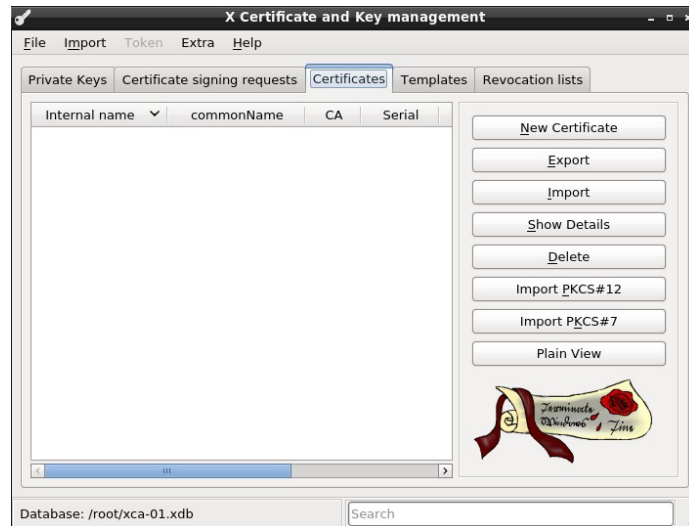 X Certificate and Key management
File Import Token Extra Help
Private Keys Certificate signing requests Certificates Templates Revocation lists
Internal name commonName CA Serial
New Certificate
Export
Import
Show Details
Delete
Import PKCS#12
Import PKCS#7
Plain View
Windows
Database: /root/xca-01.xdb Search